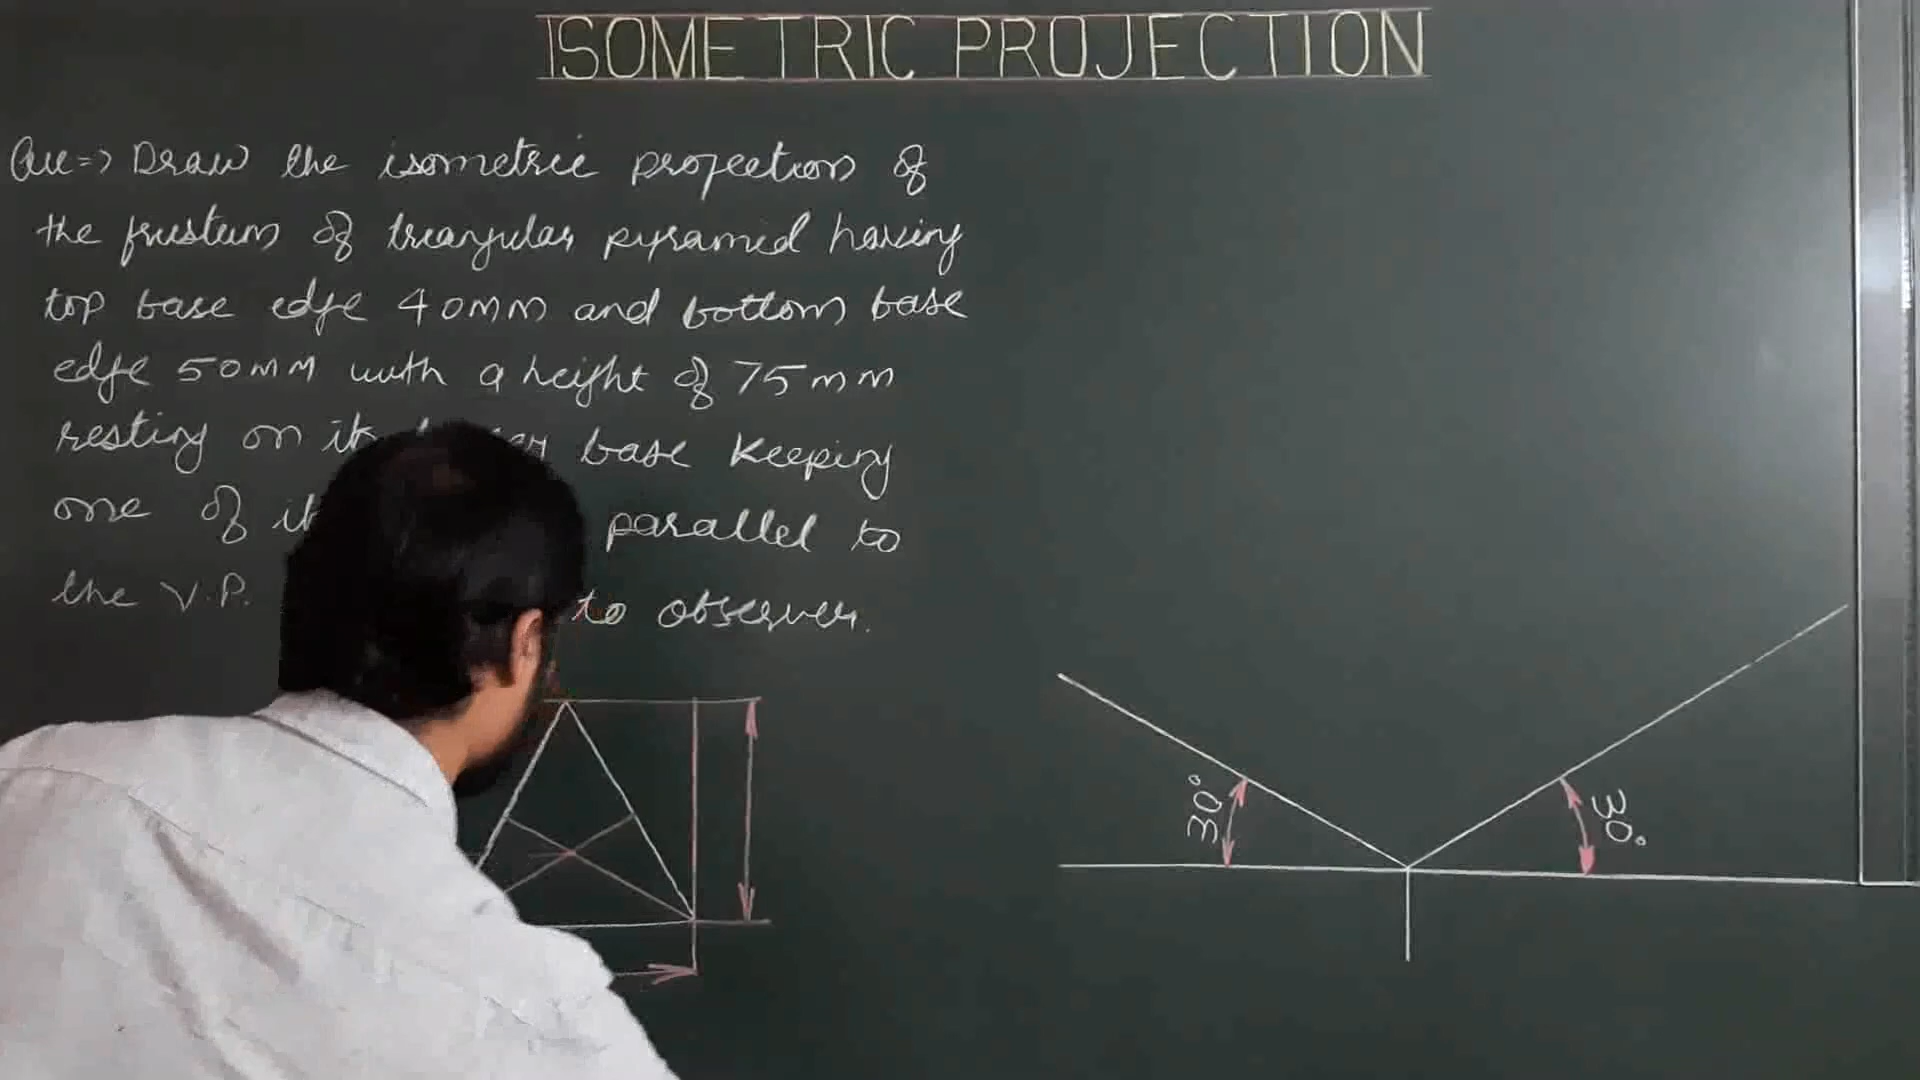 ISOMETRIC PROJECTION
Que=> Draw the isometric projection of
the frustum of triangular pyramid having
top base edge 40MM and bottom base
edge 50MM with a height of 75mm
resting on its base Keeping
one of parallel to
the V.P. to observer.
30°
30°